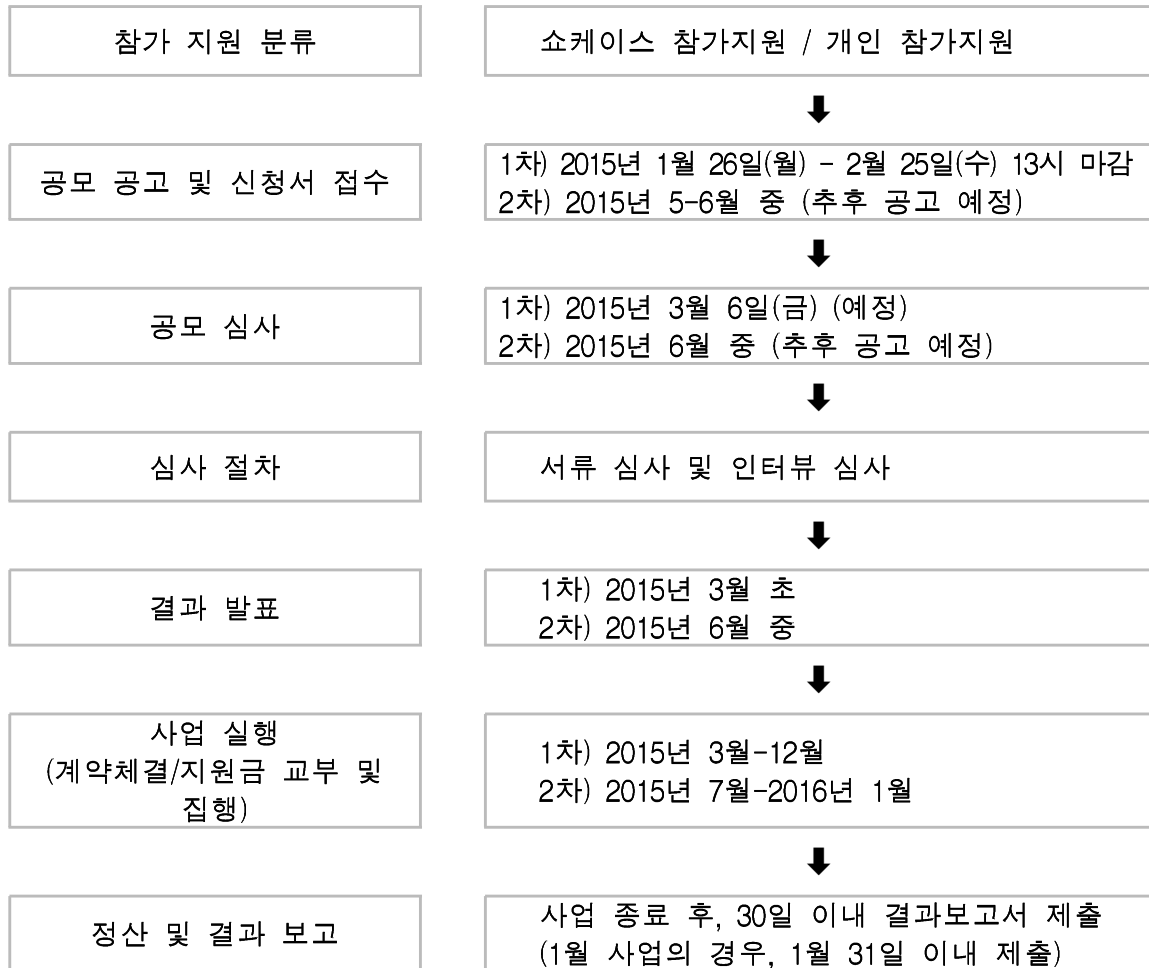 참가 지원 분류
쇼케이스 참가지원 / 개인 참가지원
공모 공고 및 신청서 접수
1차) 2015년 1월 26일(월) - 2월 25일(수) 13시 마감
2차) 2015년 5-6월 중 (추후 공고 예정)
공모 심사
1차) 2015년 3월 6일(금) (예정)
2차) 2015년 6월 중 (추후 공고 예정)
심사 절차
서류 심사 및 인터뷰 심사
결과 발표
1차) 2015년 3월 초
2차) 2015년 6월 중
사업 실행
(계약체결/지원금 교부 및
집행)
1차) 2015년 3월-12월
2차) 2015년 7월-2016년 1월
정산 및 결과 보고
사업 종료 후, 30일 이내 결과보고서 제출
(1월 사업의 경우, 1월 31일 이내 제출)